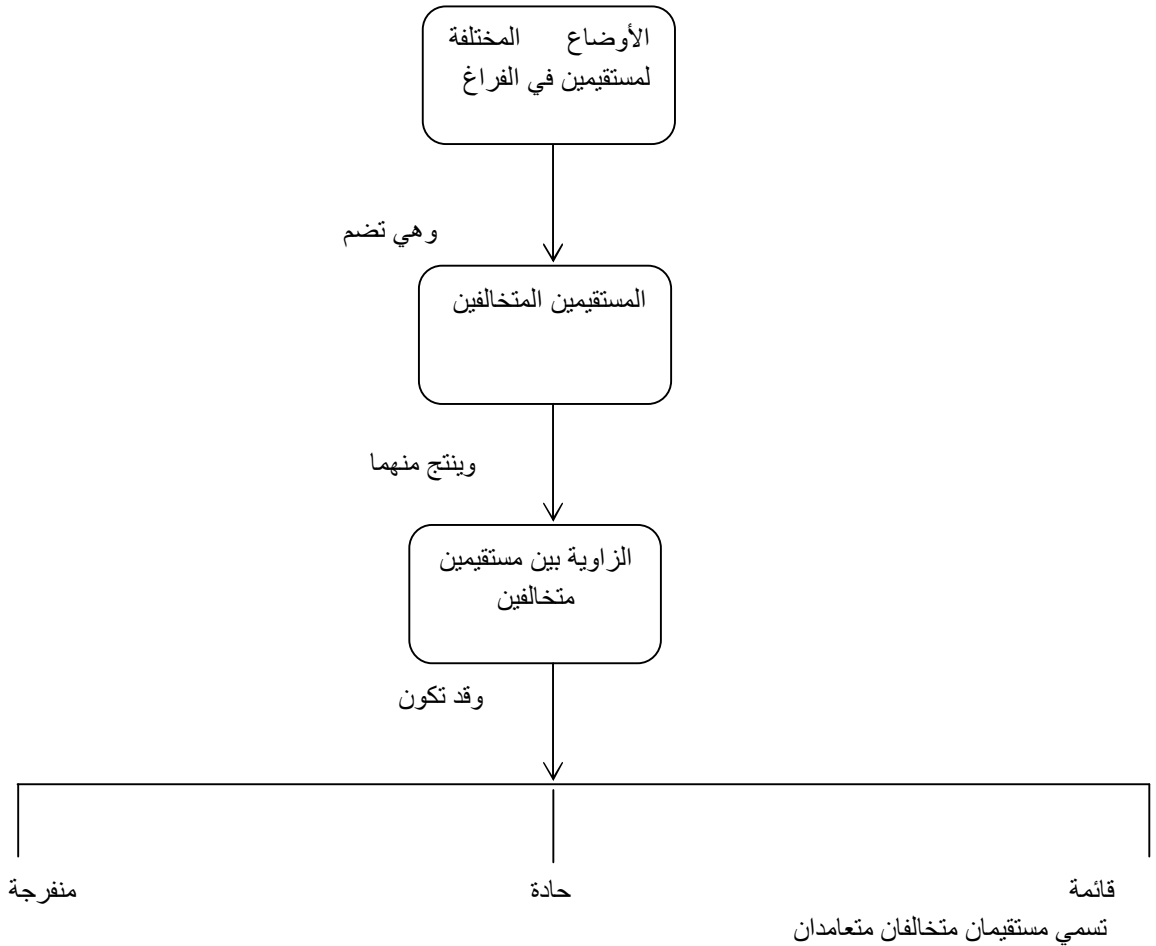 الأوضاع المختلفة
لمستقيمين في الفراغ
وهي تضم
المستقيمين المتخالفين
وينتج منهما
الزاوية بين مستقيمين
متخالفين
وقد تكون
قائمة
تسمي مستقيمان متخالفان متعامدان
حادة
منفرجة